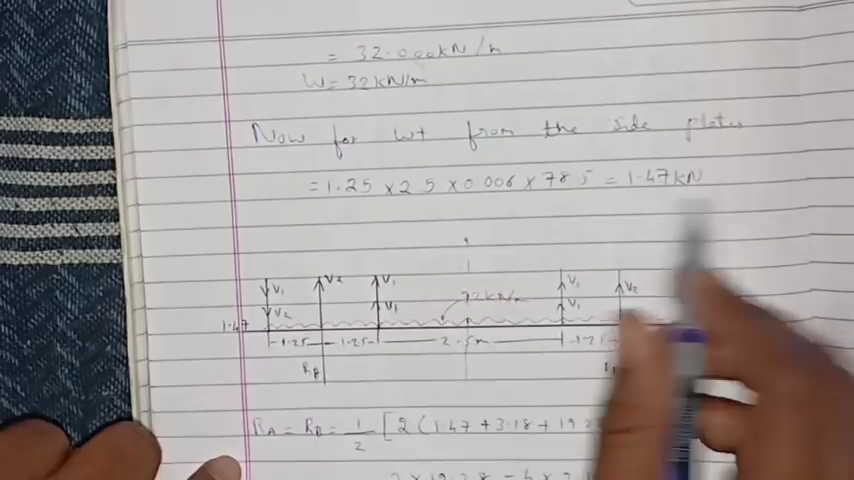 = 32.000kN/m
W = 32kN/m
Now for wt from the side plates
= 1.25 × 2.5 × 0.006 × 78.5 = 1.47kN
V1 V2 V1 V1 V2
V2 V1 32kN/m V1
1.47
1.25 1.25 2.5m
RA = RB = 1/2 [2(1.47 + 3.18 + 19.2